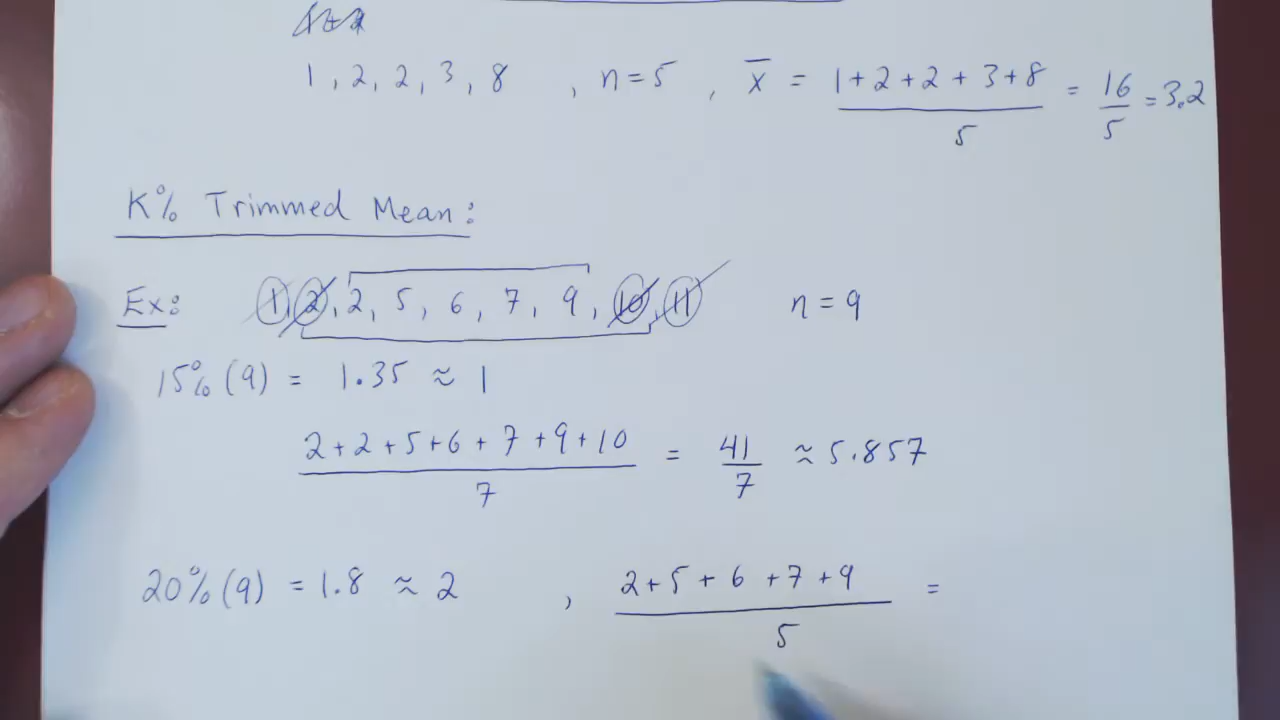 1, 2, 2, 3, 8 , n = 5 , x̄ = (1+2+2+3+8)/5 = 16/5 = 3.2
K% Trimmed Mean:
Ex: 1, 2, 2, 5, 6, 7, 9, 10, 11 n = 9
15% (9) = 1.35 ≈ 1
(2+2+5+6+7+9+10)/7 = 41/7 ≈ 5.857
20% (9) = 1.8 ≈ 2 , (2+5+6+7+9)/5 =